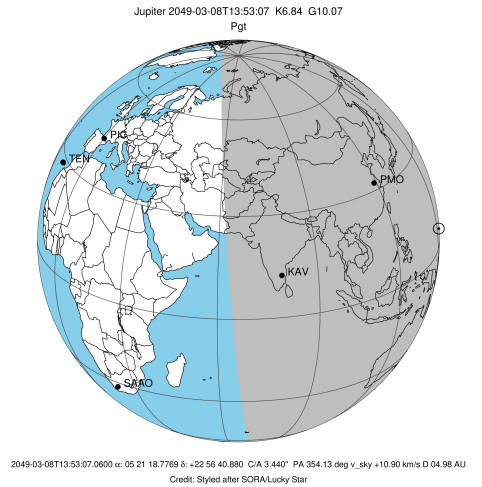 Jupiter 2049-03-08T13:53:07 K6.84 G10.07
Pgt
PIC
TEN
PMO
KAV
SAAO
2049-03-08T13:53:07.0600 α: 05 21 18.7769 δ: +22 56 40.880 C/A 3.440" PA 354.13 deg v_sky +10.90 km/s D 04.98 AU
Credit: Styled after SORA/Lucky Star